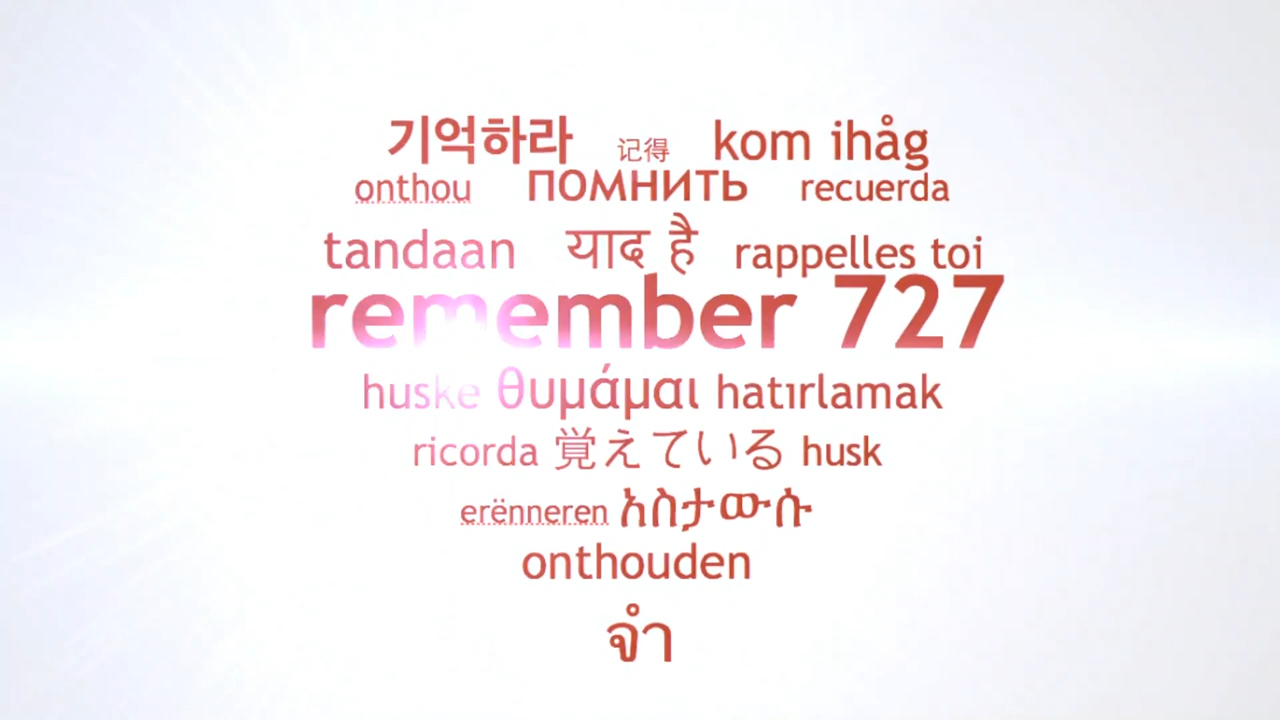 기억하라 记得 kom ihåg
onthou помнить recuerda
tandaan याद है rappelles toi
remember 727
huske θυμάμαι hatırlamak
ricorda 覚えている husk
erënneren አስታውሱ
onthouden
จำ